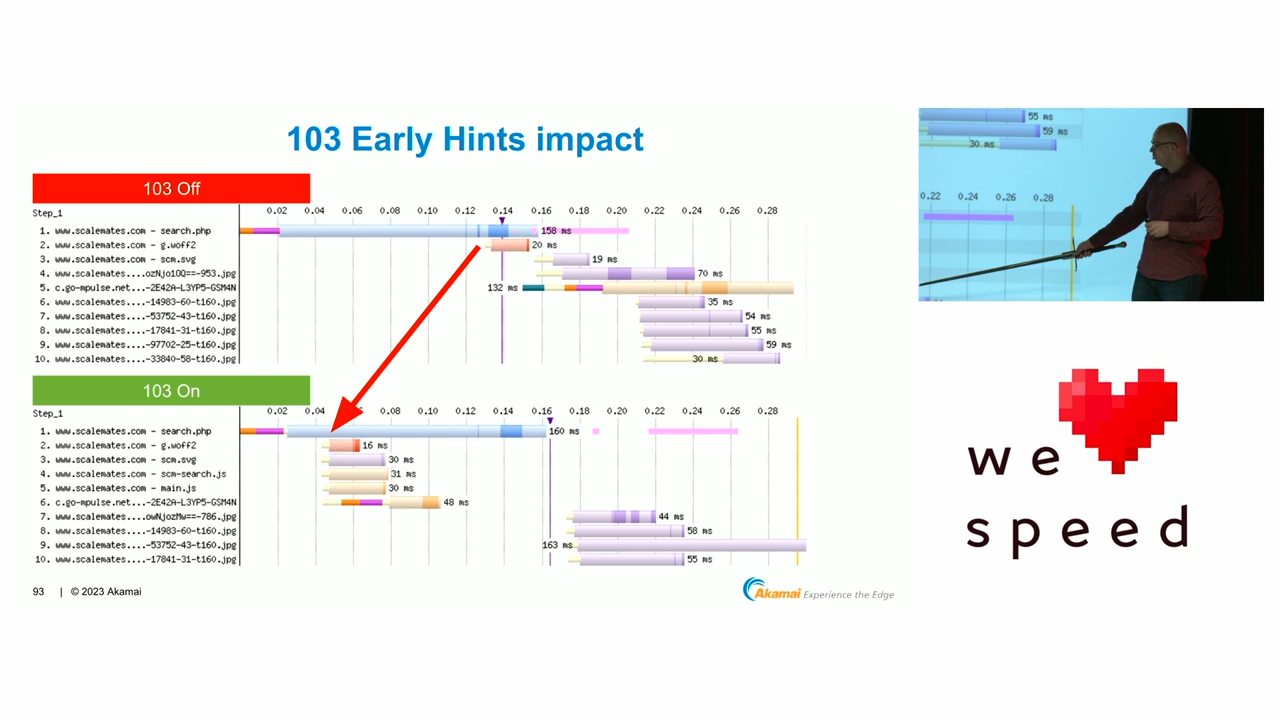 103 Early Hints impact
103 Off
Step_1
0.02 0.04 0.06 0.08 0.10 0.12 0.14 0.16 0.18 0.20 0.22 0.24 0.26 0.28
1. www.scalemates.com - search.php 158 ms
2. www.scalemates.com - g.woff2 20 ms
3. www.scalemates.com - scm.svg 19 ms
4. www.scalemates....ozNjo1OQ==-953.jpg 70 ms
5. c.go-mpulse.net...-2E42A-L3YP5-GSM4N 132 ms
6. www.scalemates....-14983-60-t160.jpg 35 ms
7. www.scalemates....-53752-43-t160.jpg 54 ms
8. www.scalemates....-17841-31-t160.jpg 55 ms
9. www.scalemates....-97702-25-t160.jpg 59 ms
10. www.scalemates....-33840-58-t160.jpg 30 ms
103 On
Step_1
0.02 0.04 0.06 0.08 0.10 0.12 0.14 0.16 0.18 0.20 0.22 0.24 0.26 0.28
1. www.scalemates.com - search.php 160 ms
2. www.scalemates.com - g.woff2 16 ms
3. www.scalemates.com - scm.svg 30 ms
4. www.scalemates.com - scm-search.js 31 ms
5. www.scalemates.com - main.js 30 ms
6. c.go-mpulse.net...-2E42A-L3YP5-GSM4N 48 ms
7. www.scalemates....owNjozMw==-786.jpg 44 ms
8. www.scalemates....-14983-60-t160.jpg 58 ms
9. www.scalemates....-53752-43-t160.jpg 163 ms
10. www.scalemates....-17841-31-t160.jpg 55 ms
93 | © 2023 Akamai
Akamai Experience the Edge
55 ms
59 ms
30 ms
0.22 0.24 0.26 0.28
we
speed